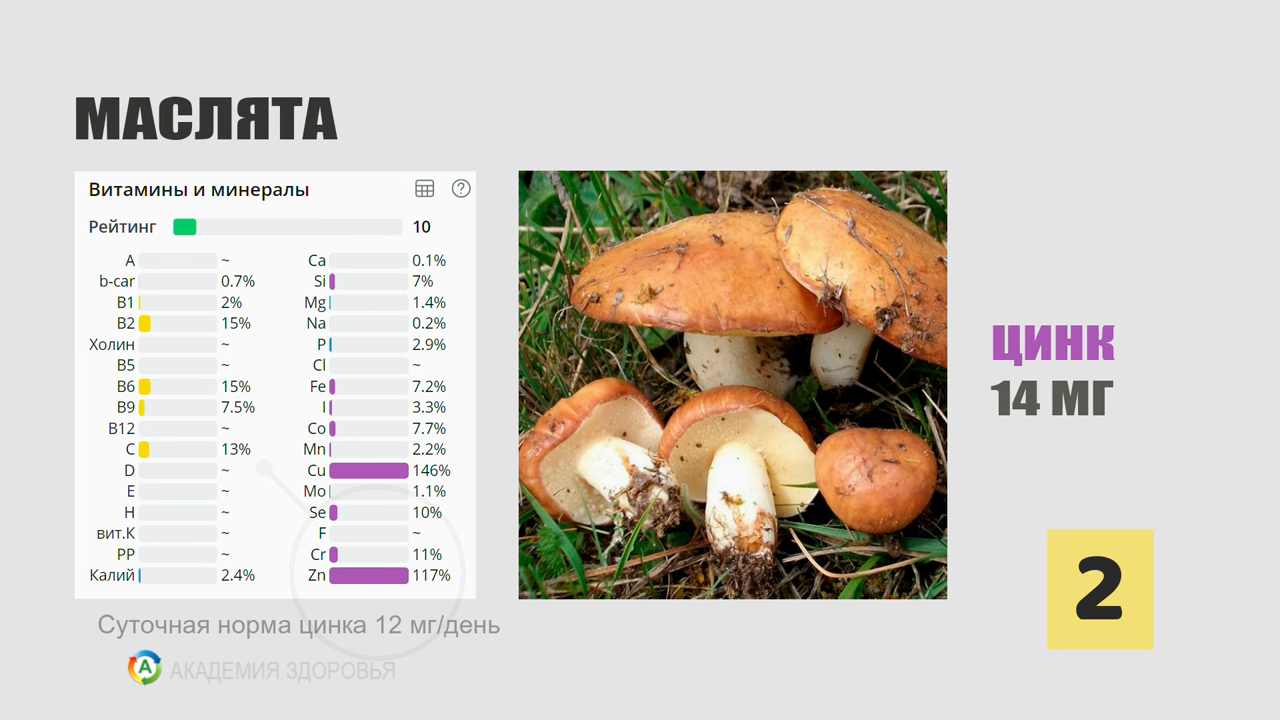 МАСЛЯТА
Витамины и минералы
Рейтинг 10
A ~ Ca 0.1%
b-car 0.7% Si 7%
B1 2% Mg 1.4%
B2 15% Na 0.2%
Холин ~ P 2.9%
B5 ~ Cl ~
B6 15% Fe 7.2%
B9 7.5% I 3.3%
B12 ~ Co 7.7%
C 13% Mn 2.2%
D ~ Cu 146%
E ~ Mo 1.1%
H ~ Se 10%
вит.К ~ F ~
PP ~ Cr 11%
Калий 2.4% Zn 117%
ЦИНК
14 МГ
2
Суточная норма цинка 12 мг/день
А АКАДЕМИЯ ЗДОРОВЬЯ